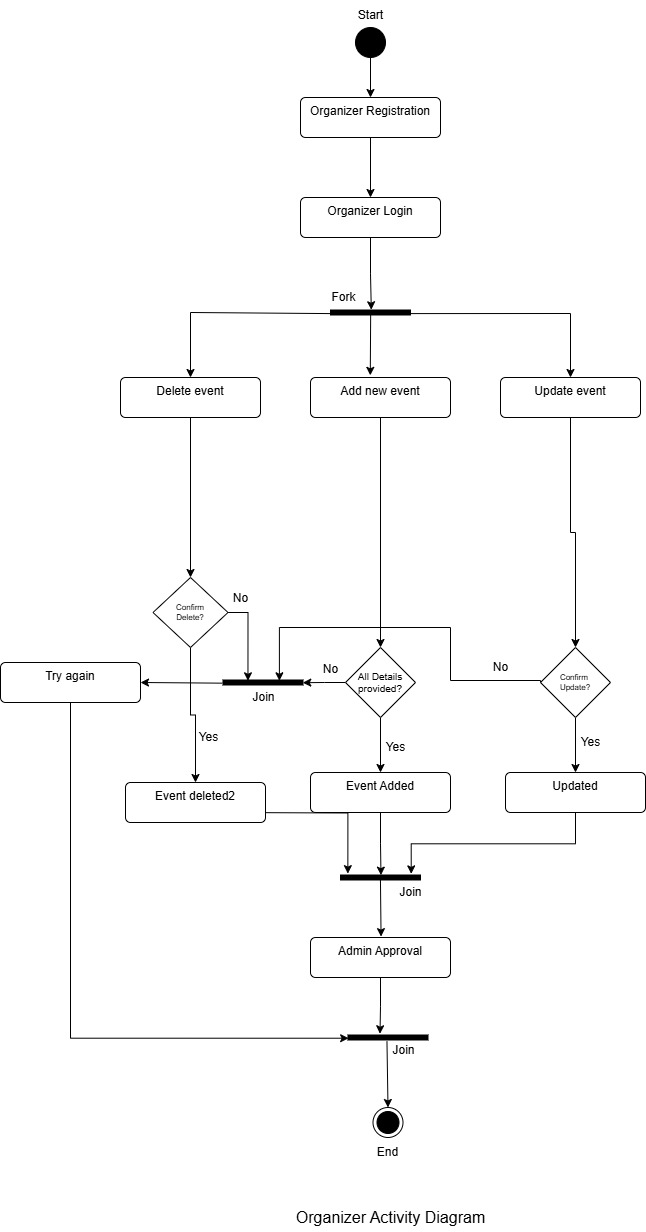 Start
Organizer Registration
Organizer Login
Fork
Delete event
Add new event
Update event
Confirm
Delete?
No
No
All Details
provided?
No
Confirm
Update?
Try again
Join
Yes
Yes
Yes
Event deleted2
Event Added
Updated
Join
Admin Approval
Join
End
Organizer Activity Diagram